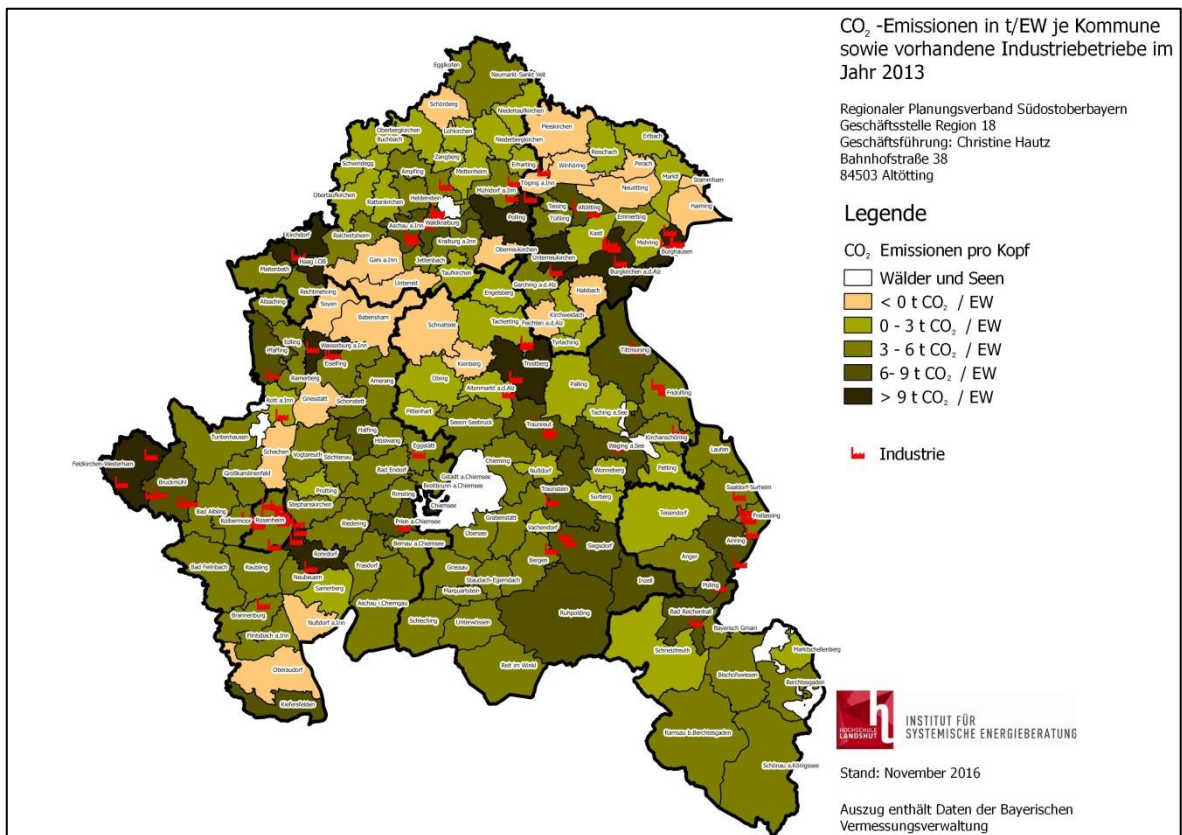 CO₂ -Emissionen in t/EW je Kommune
sowie vorhandene Industriebetriebe im
Jahr 2013
Regionaler Planungsverband Südostoberbayern
Geschäftsstelle Region 18
Geschäftsführung: Christine Hautz
Bahnhofstraße 38
84503 Altötting
Legende
CO₂ Emissionen pro Kopf
Wälder und Seen
< 0 t CO₂ / EW
0 - 3 t CO₂ / EW
3 - 6 t CO₂ / EW
6- 9 t CO₂ / EW
> 9 t CO₂ / EW
Industrie
Egglkofen
Neumarkt-Sankt Veit
Schönberg
Niedertaufkirchen
Oberbergkirchen
Buchbach
Lohkirchen
Niederbergkirchen
Pleiskirchen
Erlbach
Reischach
Zangberg
Schwindegg
Ampfing
Mettenheim
Erharting
Winhöring
Perach
Markt
Stammham
Mühldorf a.Inn
Töging a.Inn
Neuötting
Haiming
Obertaufkirchen
Rattenkirchen
Heldenstein
Teising
Altötting
Polling
Tüßling
Emmerting
Aschau a.Inn
Waldkraiburg
Kastl
Mehring
Burghausen
Kirchdorf
Reichertsheim
Kraiburg a.Inn
Oberneukirchen
Unterneukirchen
Haag i.OB
Gars a.Inn
Jettenbach
Taufkirchen
Burgkirchen a.d.Alz
Maitenbeth
Rechtmehring
Unterreit
Garching a.d.Alz
Halsbach
Engelsberg
Albaching
Soyen
Babensham
Schnaitsee
Tacherting
Feichten a.d.Alz
Kirchweidach
Tyrlaching
Pfaffing
Edling
Wasserburg a.Inn
Eiselfing
Kienberg
Trostberg
Tittmoning
Ramerberg
Amerang
Obing
Altenmarkt a.d.Alz
Palling
Fridolfing
Rott a.Inn
Griesstätt
Schonstett
Pittenhart
Taching a.See
Tuntenhausen
Halfing
Höslwang
Seeon-Seebruck
Traunreut
Kirchanschöring
Schechen
Vogtareuth
Söchtenau
Eggstätt
Waging a.See
Laufen
Feldkirchen-Westerham
Großkarolinenfeld
Bad Endorf
Chieming
Nußdorf
Wonneberg
Petting
Bruckmühl
Prutting
Gstadt a.Chiemsee
Breitbrunn a.Chiemsee
Rimsting
Traunstein
Surberg
Saaldorf-Surheim
Bad Aibling
Stephanskirchen
Chiemsee
Teisendorf
Freilassing
Kolbermoor
Rosenheim
Riedering
Prien a.Chiemsee
Grabenstätt
Vachendorf
Übersee
Ainring
Bernau a.Chiemsee
Siegsdorf
Bad Feilnbach
Raubling
Rohrdorf
Frasdorf
Bergen
Anger
Neubeuern
Grassau
Staudach-Egerndach
Inzell
Piding
Samerberg
Marquartstein
Aschau i.Chiemgau
Ruhpolding
Bad Reichenhall
Brannenburg
Nußdorf a.Inn
Schleching
Unterwössen
Bayerisch Gmain
Flintsbach a.Inn
Schneizlreuth
Marktschellenberg
Oberaudorf
Reit im Winkl
Bischofswiesen
Berchtesgaden
Kiefersfelden
Ramsau b.Berchtesgaden
Schönau a.Königssee
HOCHSCHULE
LANDSHUT
INSTITUT FÜR
SYSTEMISCHE ENERGIEBERATUNG
Stand: November 2016
Auszug enthält Daten der Bayerischen
Vermessungsverwaltung